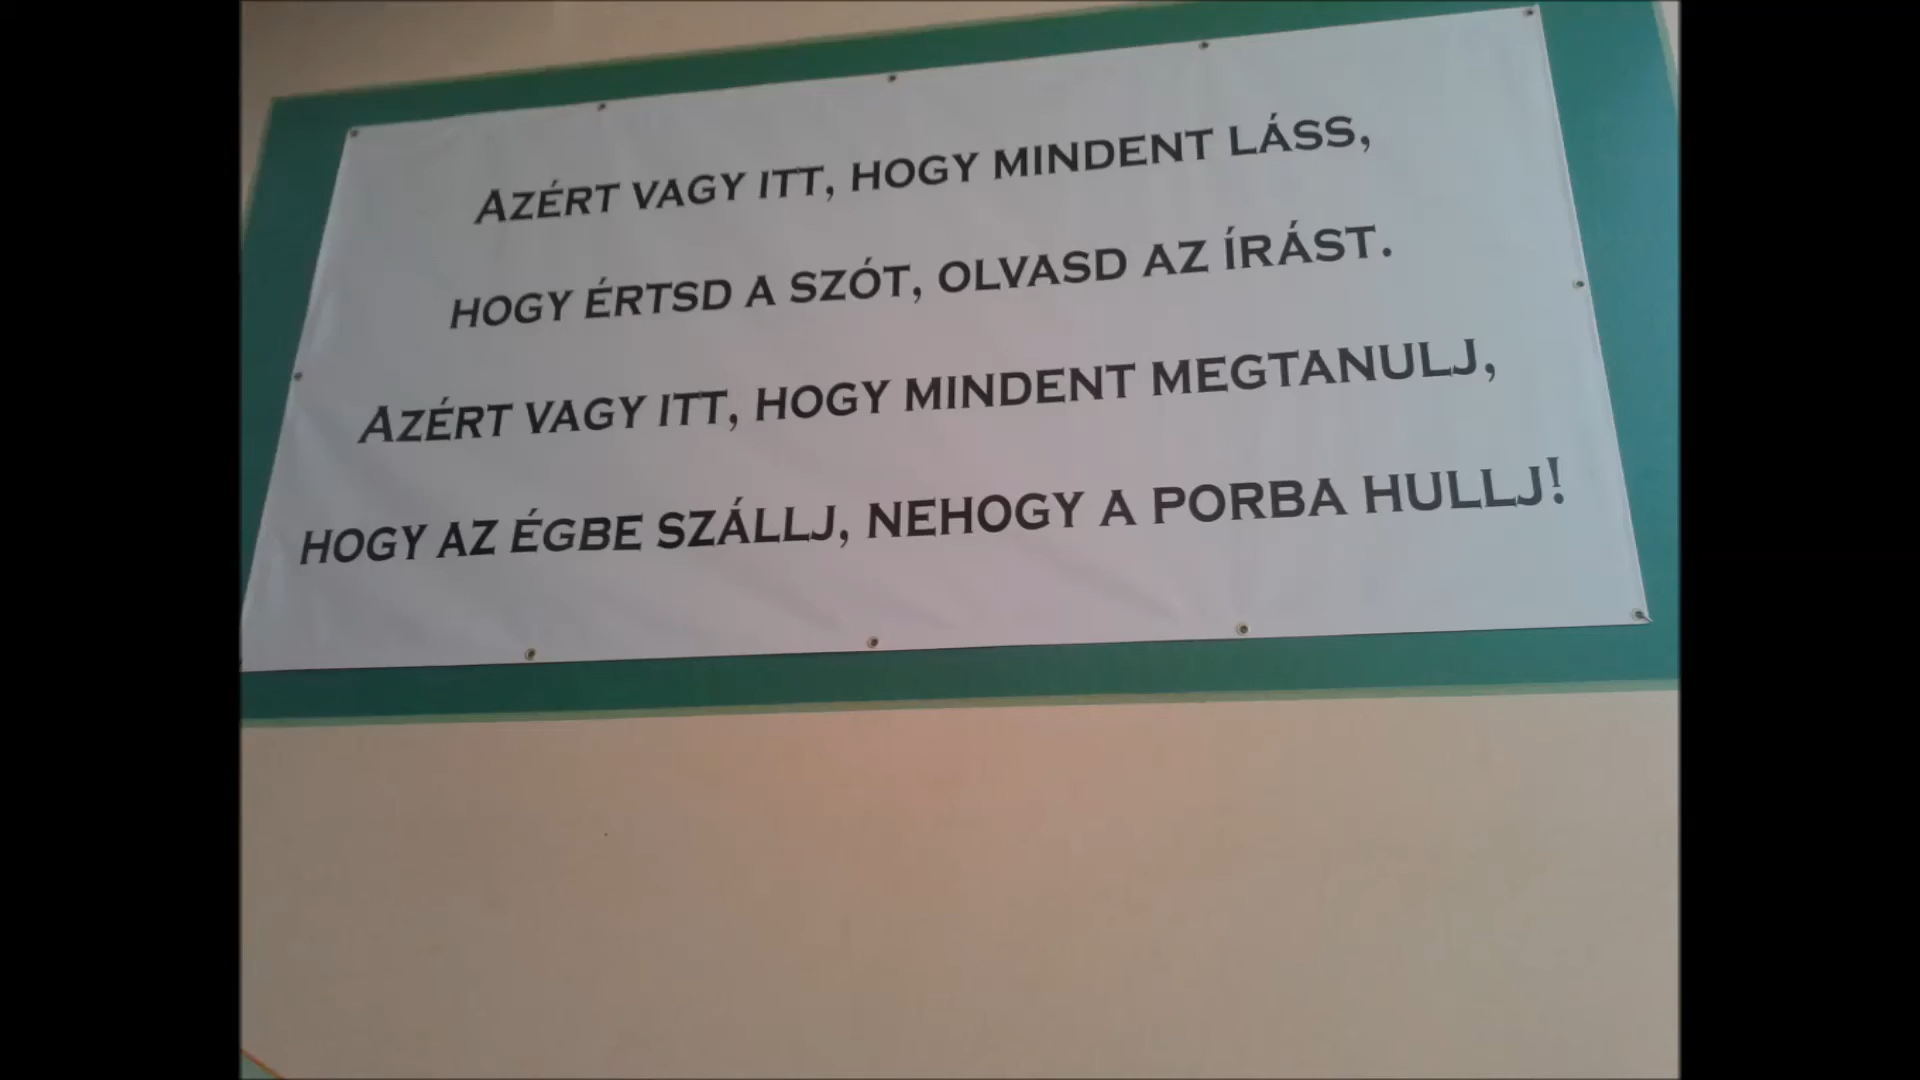 Azért vagy itt, hogy mindent láss,
hogy értsd a szót, olvasd az írást.
Azért vagy itt, hogy mindent megtanulj,
hogy az égbe szállj, nehogy a porba hullj!